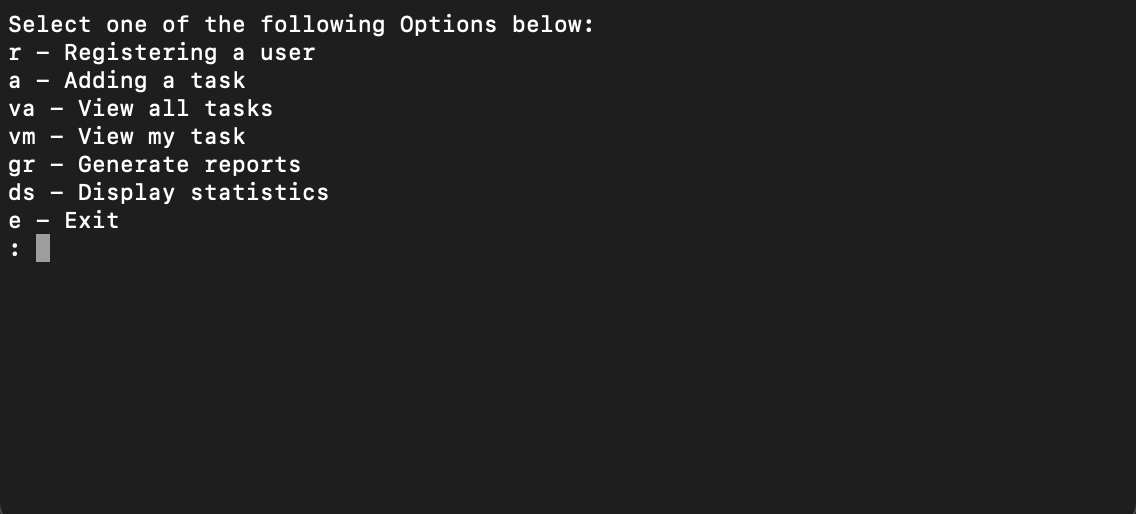 Select one of the following Options below:
r – Registering a user
a – Adding a task
va – View all tasks
vm – View my task
gr – Generate reports
ds – Display statistics
e – Exit
: